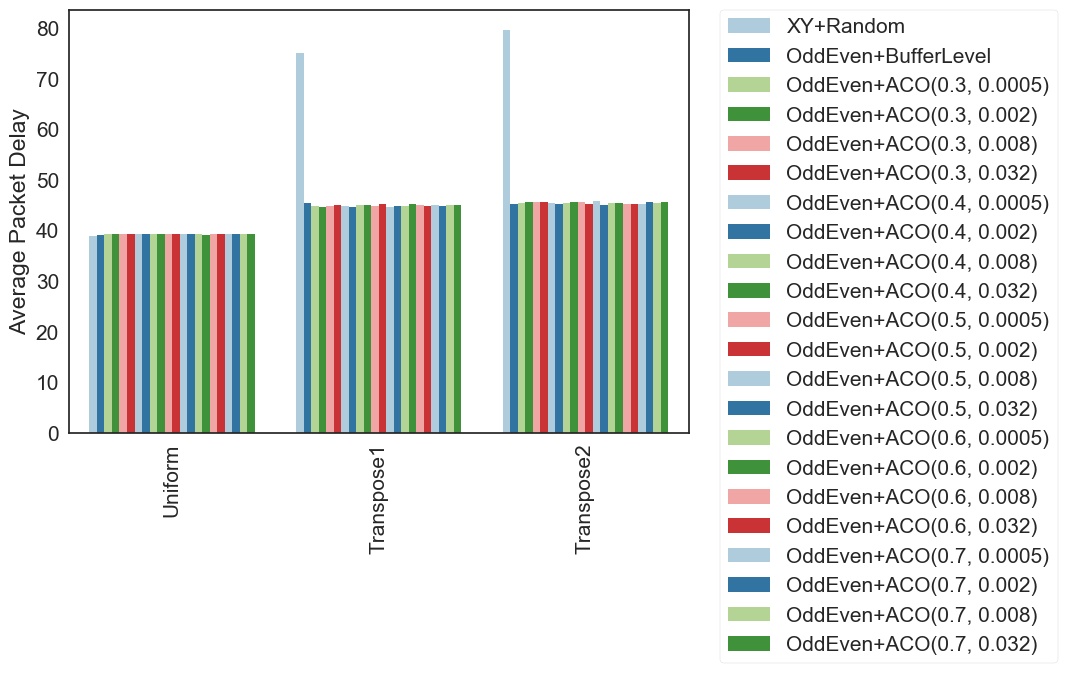 Average Packet Delay
80
70
60
50
40
30
20
10
0
Uniform
Transpose1
Transpose2
XY+Random
OddEven+BufferLevel
OddEven+ACO(0.3, 0.0005)
OddEven+ACO(0.3, 0.002)
OddEven+ACO(0.3, 0.008)
OddEven+ACO(0.3, 0.032)
OddEven+ACO(0.4, 0.0005)
OddEven+ACO(0.4, 0.002)
OddEven+ACO(0.4, 0.008)
OddEven+ACO(0.4, 0.032)
OddEven+ACO(0.5, 0.0005)
OddEven+ACO(0.5, 0.002)
OddEven+ACO(0.5, 0.008)
OddEven+ACO(0.5, 0.032)
OddEven+ACO(0.6, 0.0005)
OddEven+ACO(0.6, 0.002)
OddEven+ACO(0.6, 0.008)
OddEven+ACO(0.6, 0.032)
OddEven+ACO(0.7, 0.0005)
OddEven+ACO(0.7, 0.002)
OddEven+ACO(0.7, 0.008)
OddEven+ACO(0.7, 0.032)